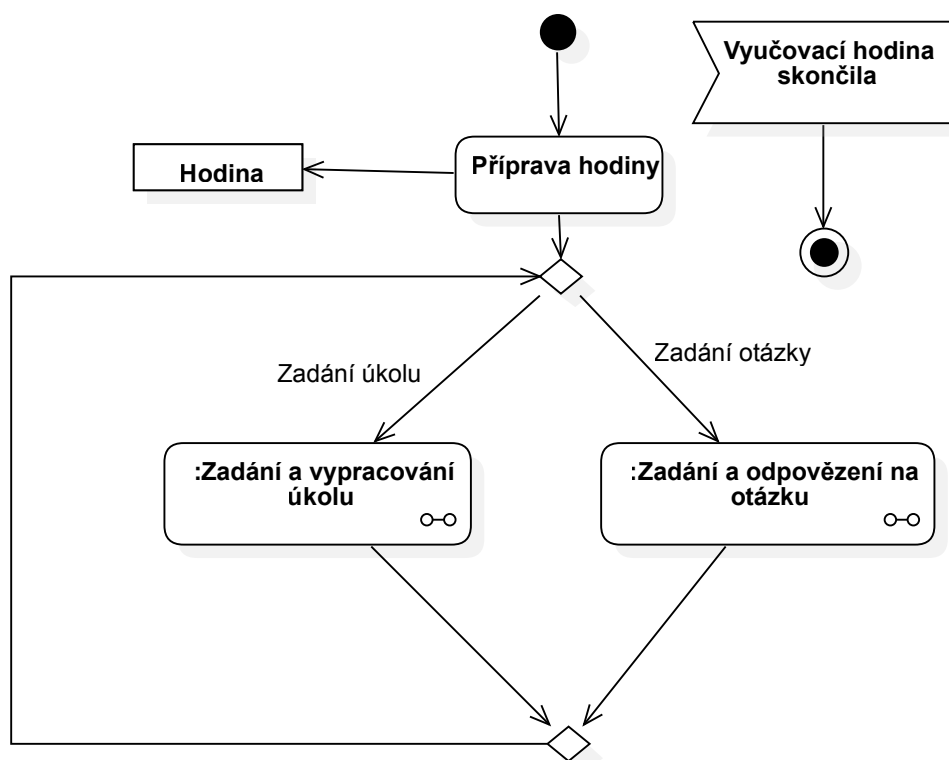 Vyučovací hodina
skončila
Hodina
Příprava hodiny
Zadání úkolu
Zadání otázky
:Zadání a vypracování
úkolu
:Zadání a odpovězení na
otázku